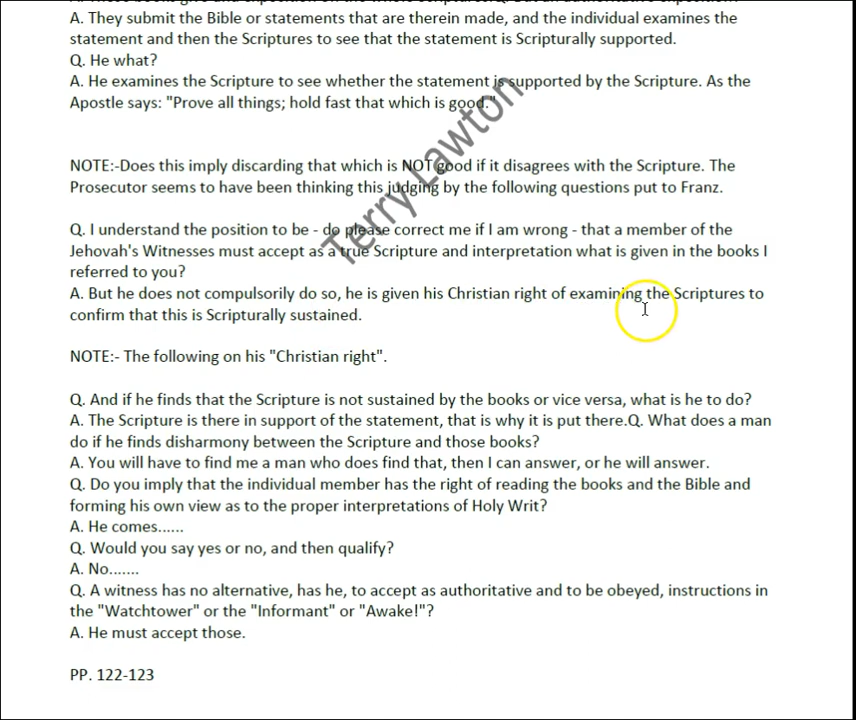 A. They submit the Bible or statements that are therein made, and the individual examines the
statement and then the Scriptures to see that the statement is Scripturally supported.
Q. He what?
A. He examines the Scripture to see whether the statement is supported by the Scripture. As the
Apostle says: "Prove all things; hold fast that which is good."
NOTE:-Does this imply discarding that which is NOT good if it disagrees with the Scripture. The
Prosecutor seems to have been thinking this judging by the following questions put to Franz.
Terry Lawton
Q. I understand the position to be - do please correct me if I am wrong - that a member of the
Jehovah's Witnesses must accept as a true Scripture and interpretation what is given in the books I
referred to you?
A. But he does not compulsorily do so, he is given his Christian right of examining the Scriptures to
confirm that this is Scripturally sustained.
NOTE:- The following on his "Christian right".
Q. And if he finds that the Scripture is not sustained by the books or vice versa, what is he to do?
A. The Scripture is there in support of the statement, that is why it is put there.Q. What does a man
do if he finds disharmony between the Scripture and those books?
A. You will have to find me a man who does find that, then I can answer, or he will answer.
Q. Do you imply that the individual member has the right of reading the books and the Bible and
forming his own view as to the proper interpretations of Holy Writ?
A. He comes......
Q. Would you say yes or no, and then qualify?
A. No.......
Q. A witness has no alternative, has he, to accept as authoritative and to be obeyed, instructions in
the "Watchtower" or the "Informant" or "Awake!"?
A. He must accept those.
PP. 122-123